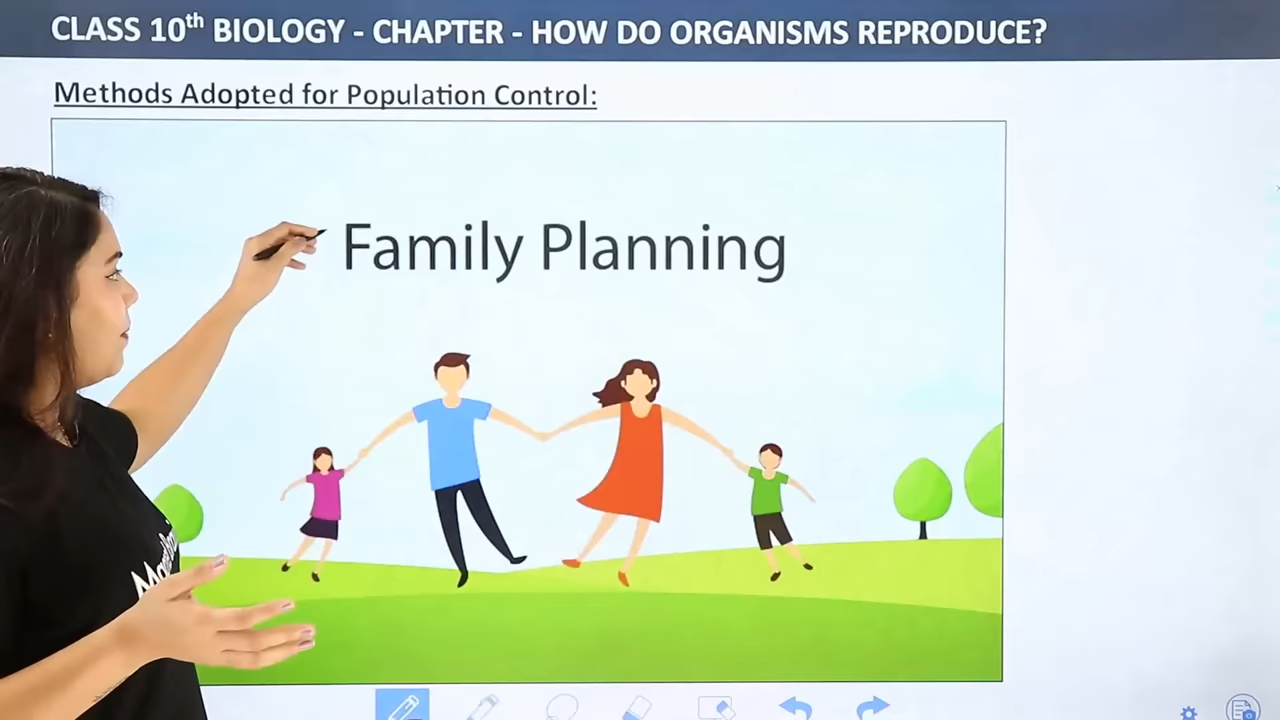 CLASS 10th BIOLOGY - CHAPTER - HOW DO ORGANISMS REPRODUCE?
Methods Adopted for Population Control:
Family Planning